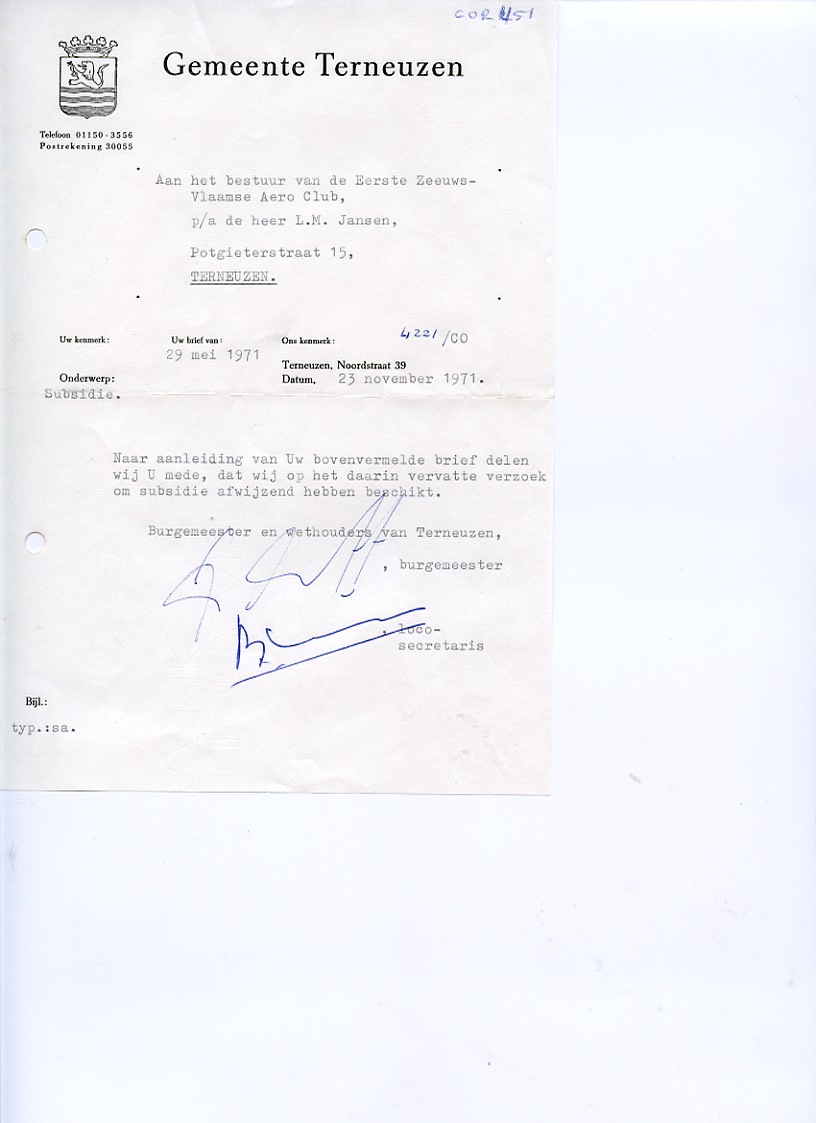 COR 451
Gemeente Terneuzen
Telefoon 01150-3556
Postrekening 30055
Aan het bestuur van de Eerste Zeeuws-
Vlaamse Aero Club,
p/a de heer L.M. Jansen,
Potgieterstraat 15,
TERNEUZEN.
Uw kenmerk: Uw brief van: Ons kenmerk: 4221/CO
29 mei 1971
Terneuzen, Noordstraat 39
Onderwerp: Datum, 23 november 1971.
Subsidie.
Naar aanleiding van Uw bovenvermelde brief delen
wij U mede, dat wij op het daarin vervatte verzoek
om subsidie afwijzend hebben beschikt.
Burgemeester en wethouders van Terneuzen,
, burgemeester
, loco-
secretaris
Bijl.:
typ.:sa.